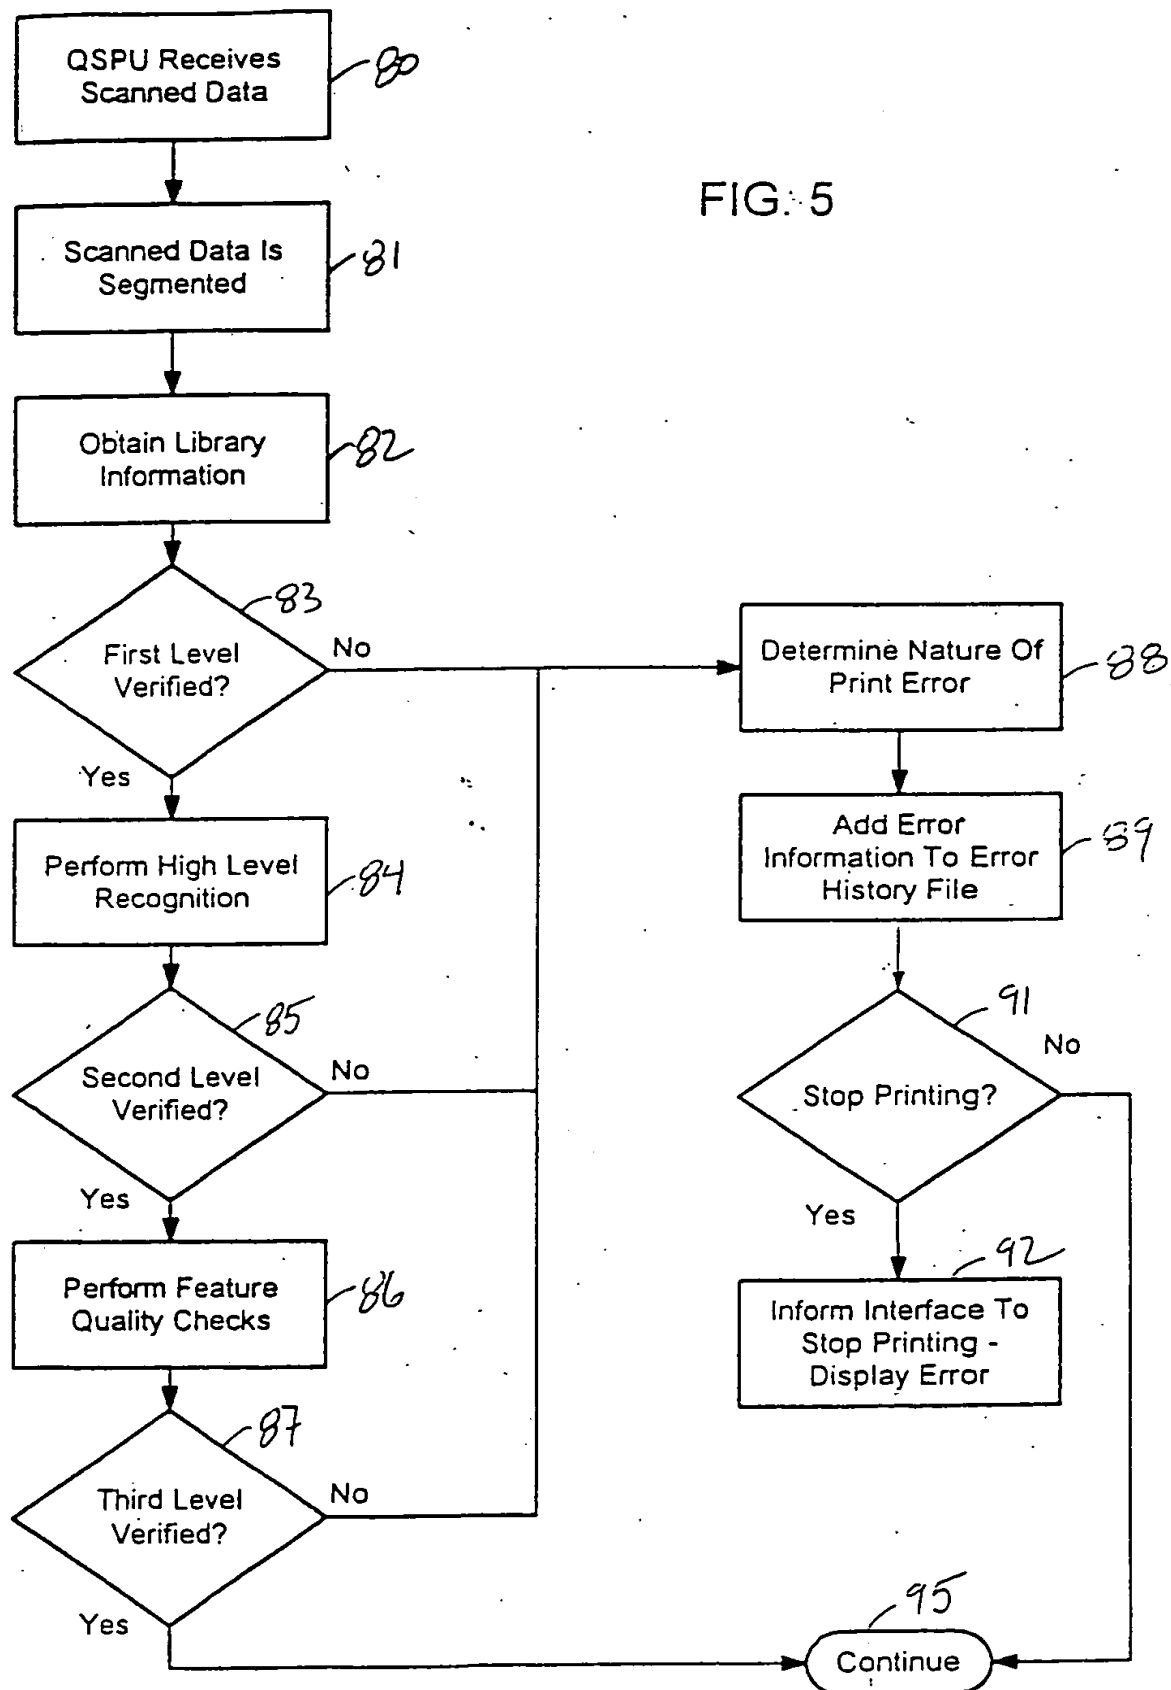 QSPU Receives
Scanned Data
80
FIG. 5
Scanned Data Is
Segmented
81
Obtain Library
Information
82
83
First Level
Verified?
No
Yes
Determine Nature Of
Print Error
88
Perform High Level
Recognition
84
Add Error
Information To Error
History File
89
85
Second Level
Verified?
No
Yes
91
Stop Printing?
No
Yes
Perform Feature
Quality Checks
86
92
Inform Interface To
Stop Printing -
Display Error
87
Third Level
Verified?
No
Yes
95
Continue